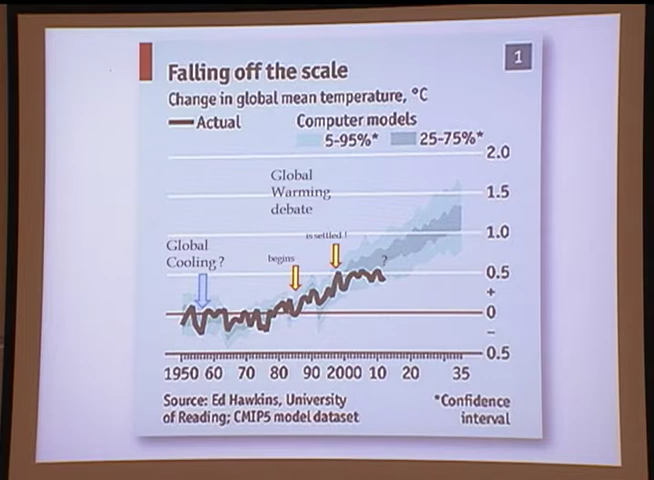 1
Falling off the scale
Change in global mean temperature, °C
Actual
Computer models
5-95%*
25-75%*
2.0
Global
Warming
debate
1.5
is settled !
1.0
Global
Cooling ?
begins
?
0.5
+
0
–
0.5
1950 60 70 80 90 2000 10 20 35
Source: Ed Hawkins, University
of Reading; CMIP5 model dataset
*Confidence
interval